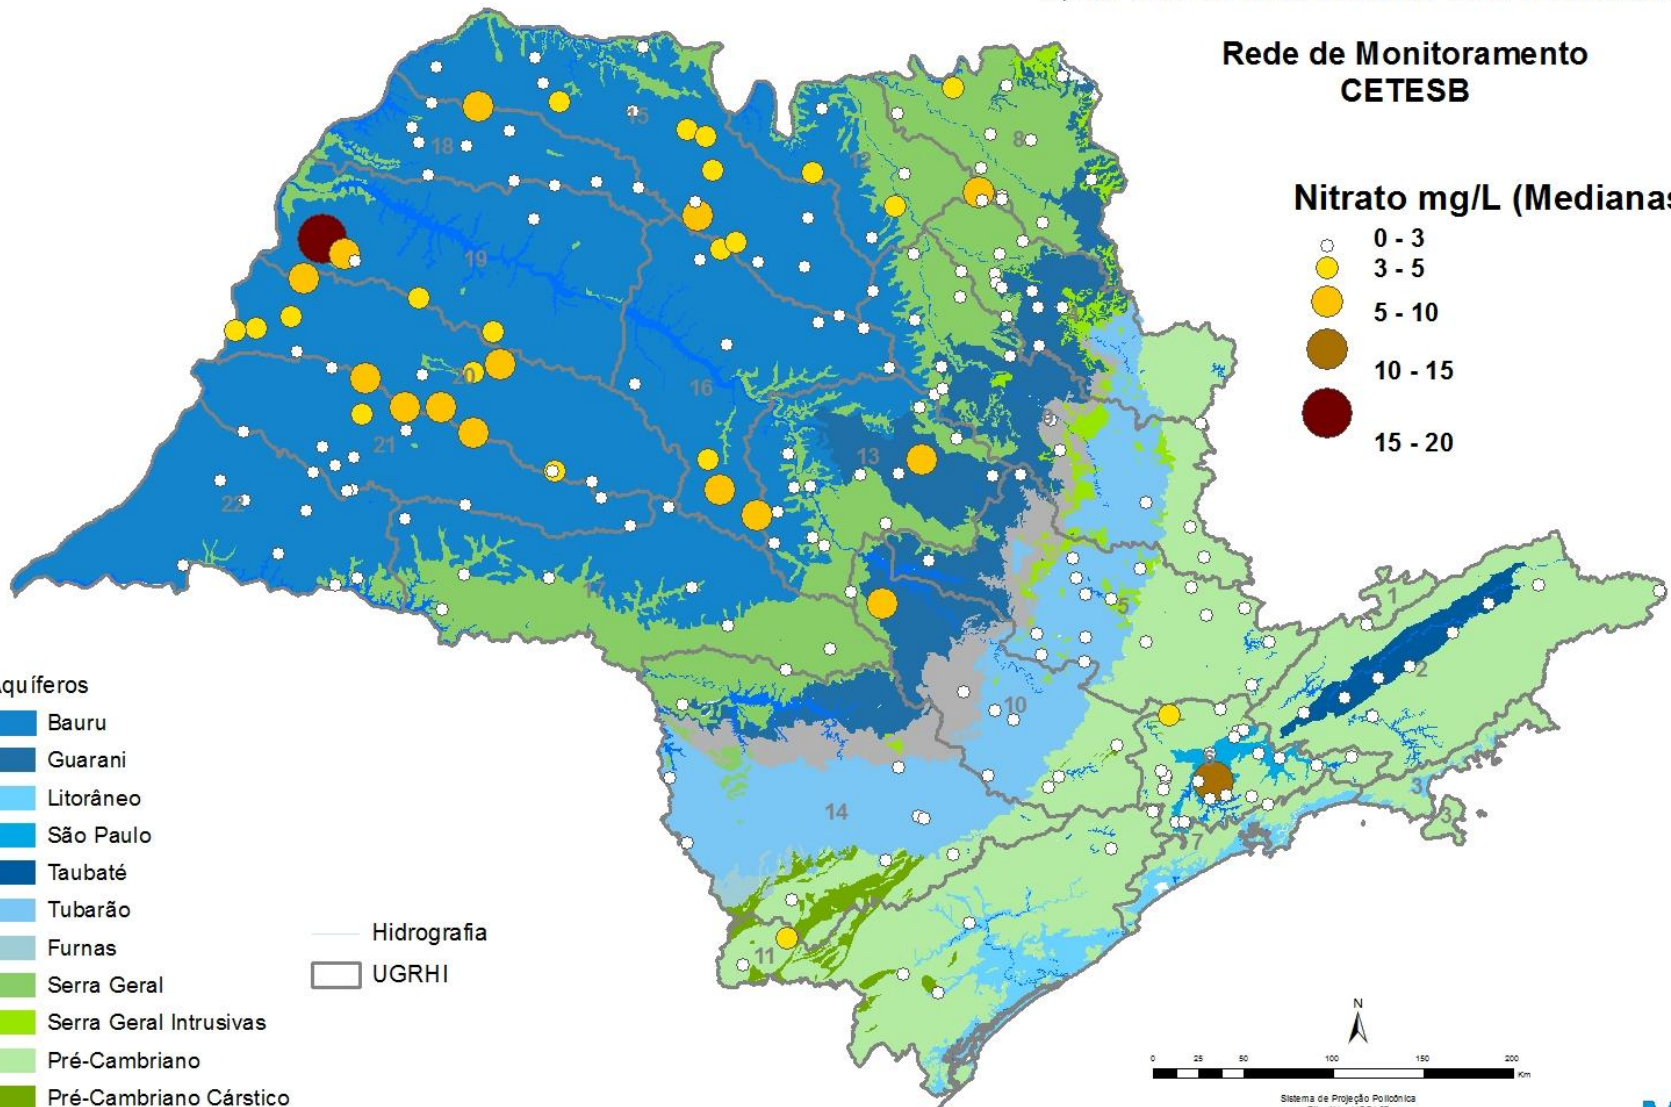 Rede de Monitoramento
CETESB
Nitrato mg/L (Medianas
0 - 3
3 - 5
5 - 10
10 - 15
15 - 20
15
18
8
12
19
20
16
21
13
22
17
5
10
14
11
1
2
6
3
3
7
Bauru
Guarani
Litorâneo
São Paulo
Taubaté
Tubarão
Furnas
Serra Geral
Serra Geral Intrusivas
Pré-Cambriano
Pré-Cambriano Cárstico
Hidrografia
UGRHI
N
0 25 50 100 150 200
Km
Sistema de Projeção Policônica